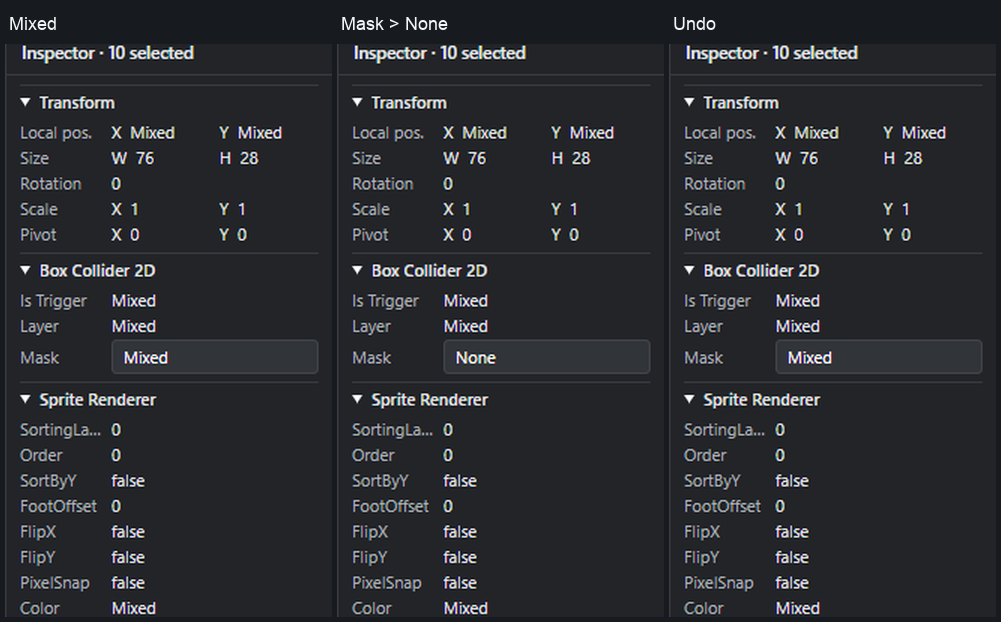 Mixed
Inspector · 10 selected
▼ Transform
Local pos. X Mixed Y Mixed
Size W 76 H 28
Rotation 0
Scale X 1 Y 1
Pivot X 0 Y 0
▼ Box Collider 2D
Is Trigger Mixed
Layer Mixed
Mask Mixed
▼ Sprite Renderer
SortingLa... 0
Order 0
SortByY false
FootOffset 0
FlipX false
FlipY false
PixelSnap false
Color Mixed
Mask > None
Inspector · 10 selected
▼ Transform
Local pos. X Mixed Y Mixed
Size W 76 H 28
Rotation 0
Scale X 1 Y 1
Pivot X 0 Y 0
▼ Box Collider 2D
Is Trigger Mixed
Layer Mixed
Mask None
▼ Sprite Renderer
SortingLa... 0
Order 0
SortByY false
FootOffset 0
FlipX false
FlipY false
PixelSnap false
Color Mixed
Undo
Inspector · 10 selected
▼ Transform
Local pos. X Mixed Y Mixed
Size W 76 H 28
Rotation 0
Scale X 1 Y 1
Pivot X 0 Y 0
▼ Box Collider 2D
Is Trigger Mixed
Layer Mixed
Mask Mixed
▼ Sprite Renderer
SortingLa... 0
Order 0
SortByY false
FootOffset 0
FlipX false
FlipY false
PixelSnap false
Color Mixed